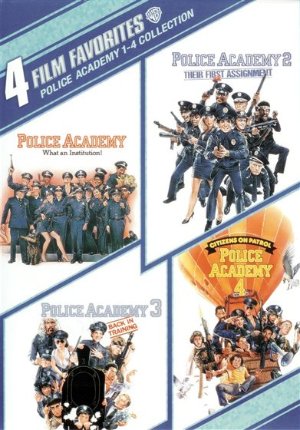 4 FILM FAVORITES
POLICE ACADEMY 1-4 COLLECTION
POLICE ACADEMY 2
THEIR FIRST ASSIGNMENT
POLICE ACADEMY
What an Institution!
CITIZENS ON PATROL
POLICE
ACADEMY
4
POLICE ACADEMY 3
BACK IN
TRAINING